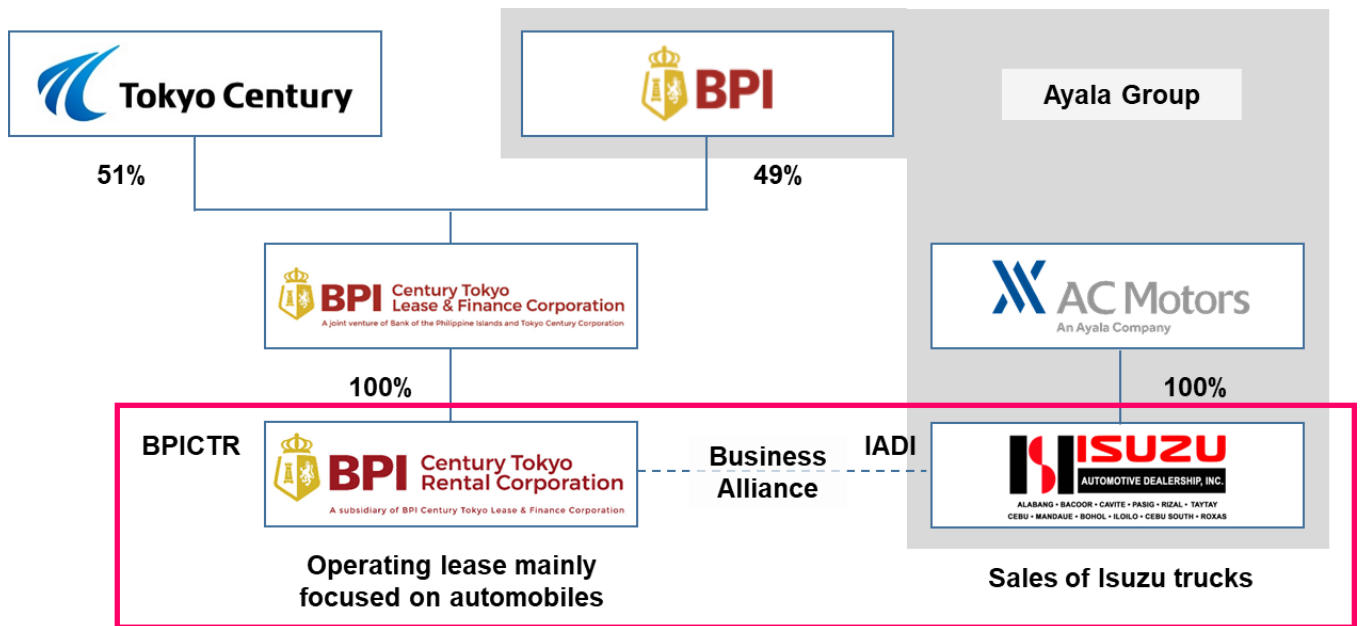 Tokyo Century
BPI
Ayala Group
51%
49%
BPI Century Tokyo
Lease & Finance Corporation
A joint venture of Bank of the Philippine Islands and Tokyo Century Corporation
AC Motors
An Ayala Company
100%
100%
BPICTR
BPI Century Tokyo
Rental Corporation
A subsidiary of BPI Century Tokyo Lease & Finance Corporation
Business
Alliance
IADI
ISUZU
AUTOMOTIVE DEALERSHIP, INC.
ALABANG • BACOOR • CAVITE • PASIG • RIZAL • TAYTAY
CEBU • MANDAUE • BOHOL • ILOILO • CEBU SOUTH • ROXAS
Operating lease mainly
focused on automobiles
Sales of Isuzu trucks